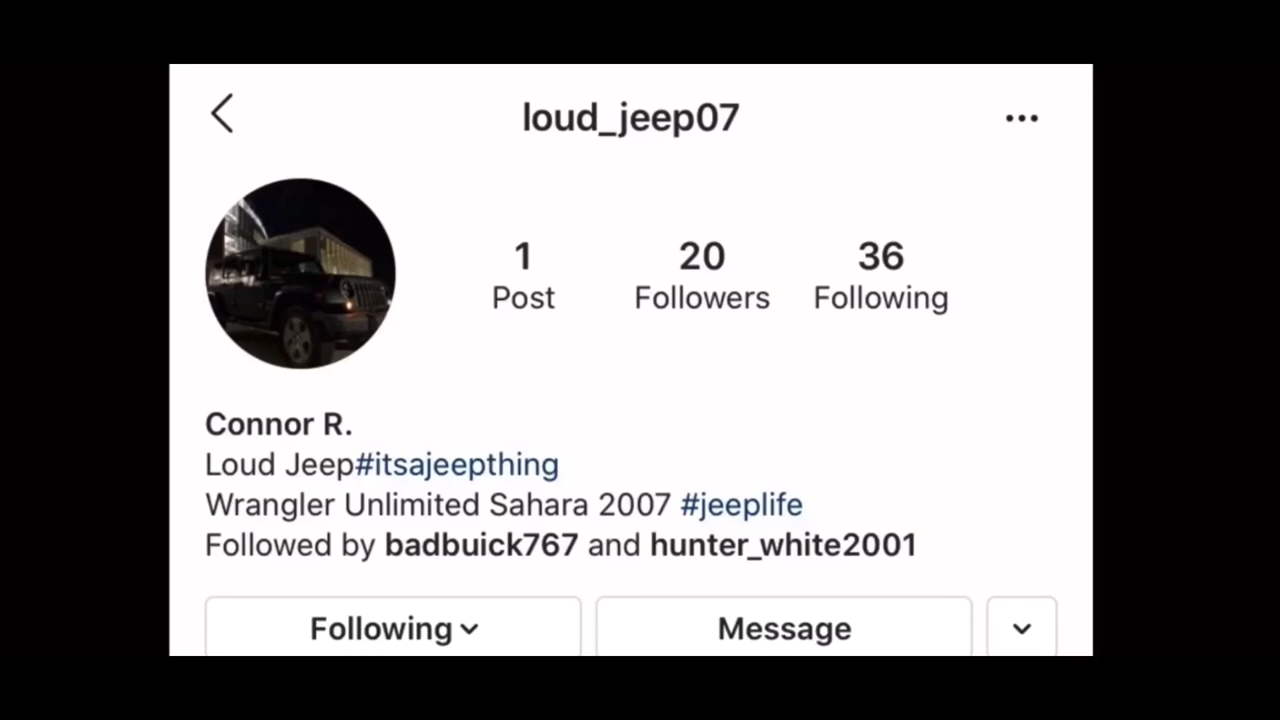 loud_jeep07
1 20 36
Post Followers Following
Connor R.
Loud Jeep#itsajeepthing
Wrangler Unlimited Sahara 2007 #jeeplife
Followed by badbuick767 and hunter_white2001
Following Message